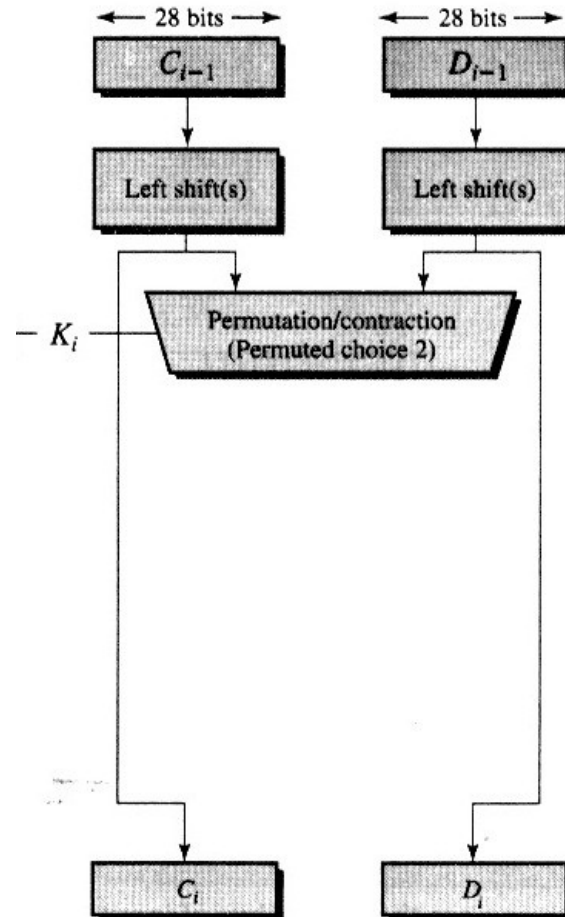 28 bits
28 bits
C_{i-1}
D_{i-1}
Left shift(s)
Left shift(s)
K_i
Permutation/contraction
(Permuted choice 2)
C_i
D_i